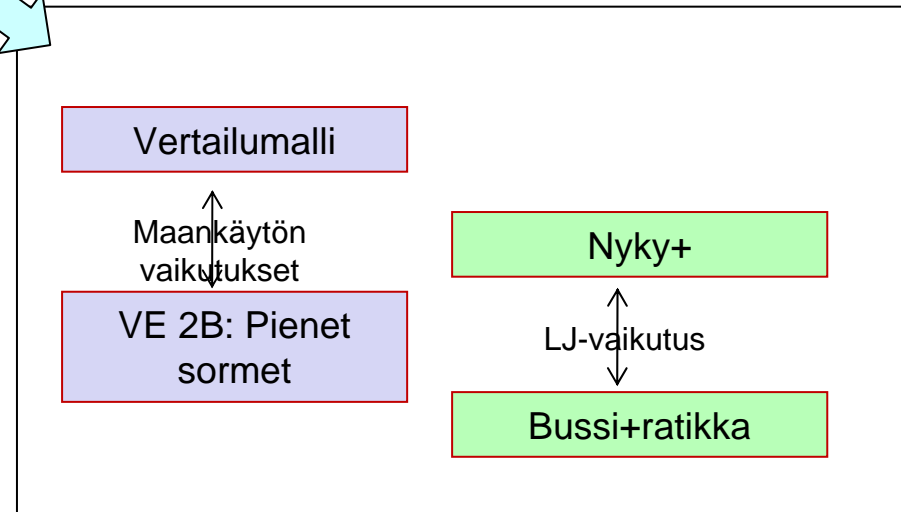 Vertailumalli
Maankäytön
vaikutukset
VE 2B: Pienet
sormet
Nyky+
LJ-vaikutus
Bussi+ratikka